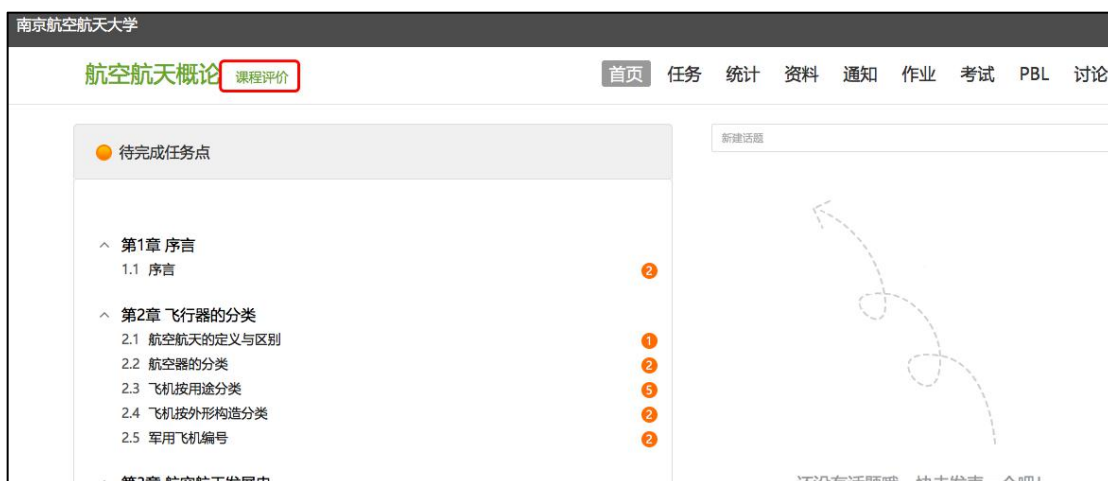 南京航空航天大学
航空航天概论 课程评价 首页 任务 统计 资料 通知 作业 考试 PBL 讨论
待完成任务点
新建话题
第1章 序言
1.1 序言 2
第2章 飞行器的分类
2.1 航空航天的定义与区别 1
2.2 航空器的分类 2
2.3 飞机按用途分类 5
2.4 飞机按外形构造分类 2
2.5 军用飞机编号 2